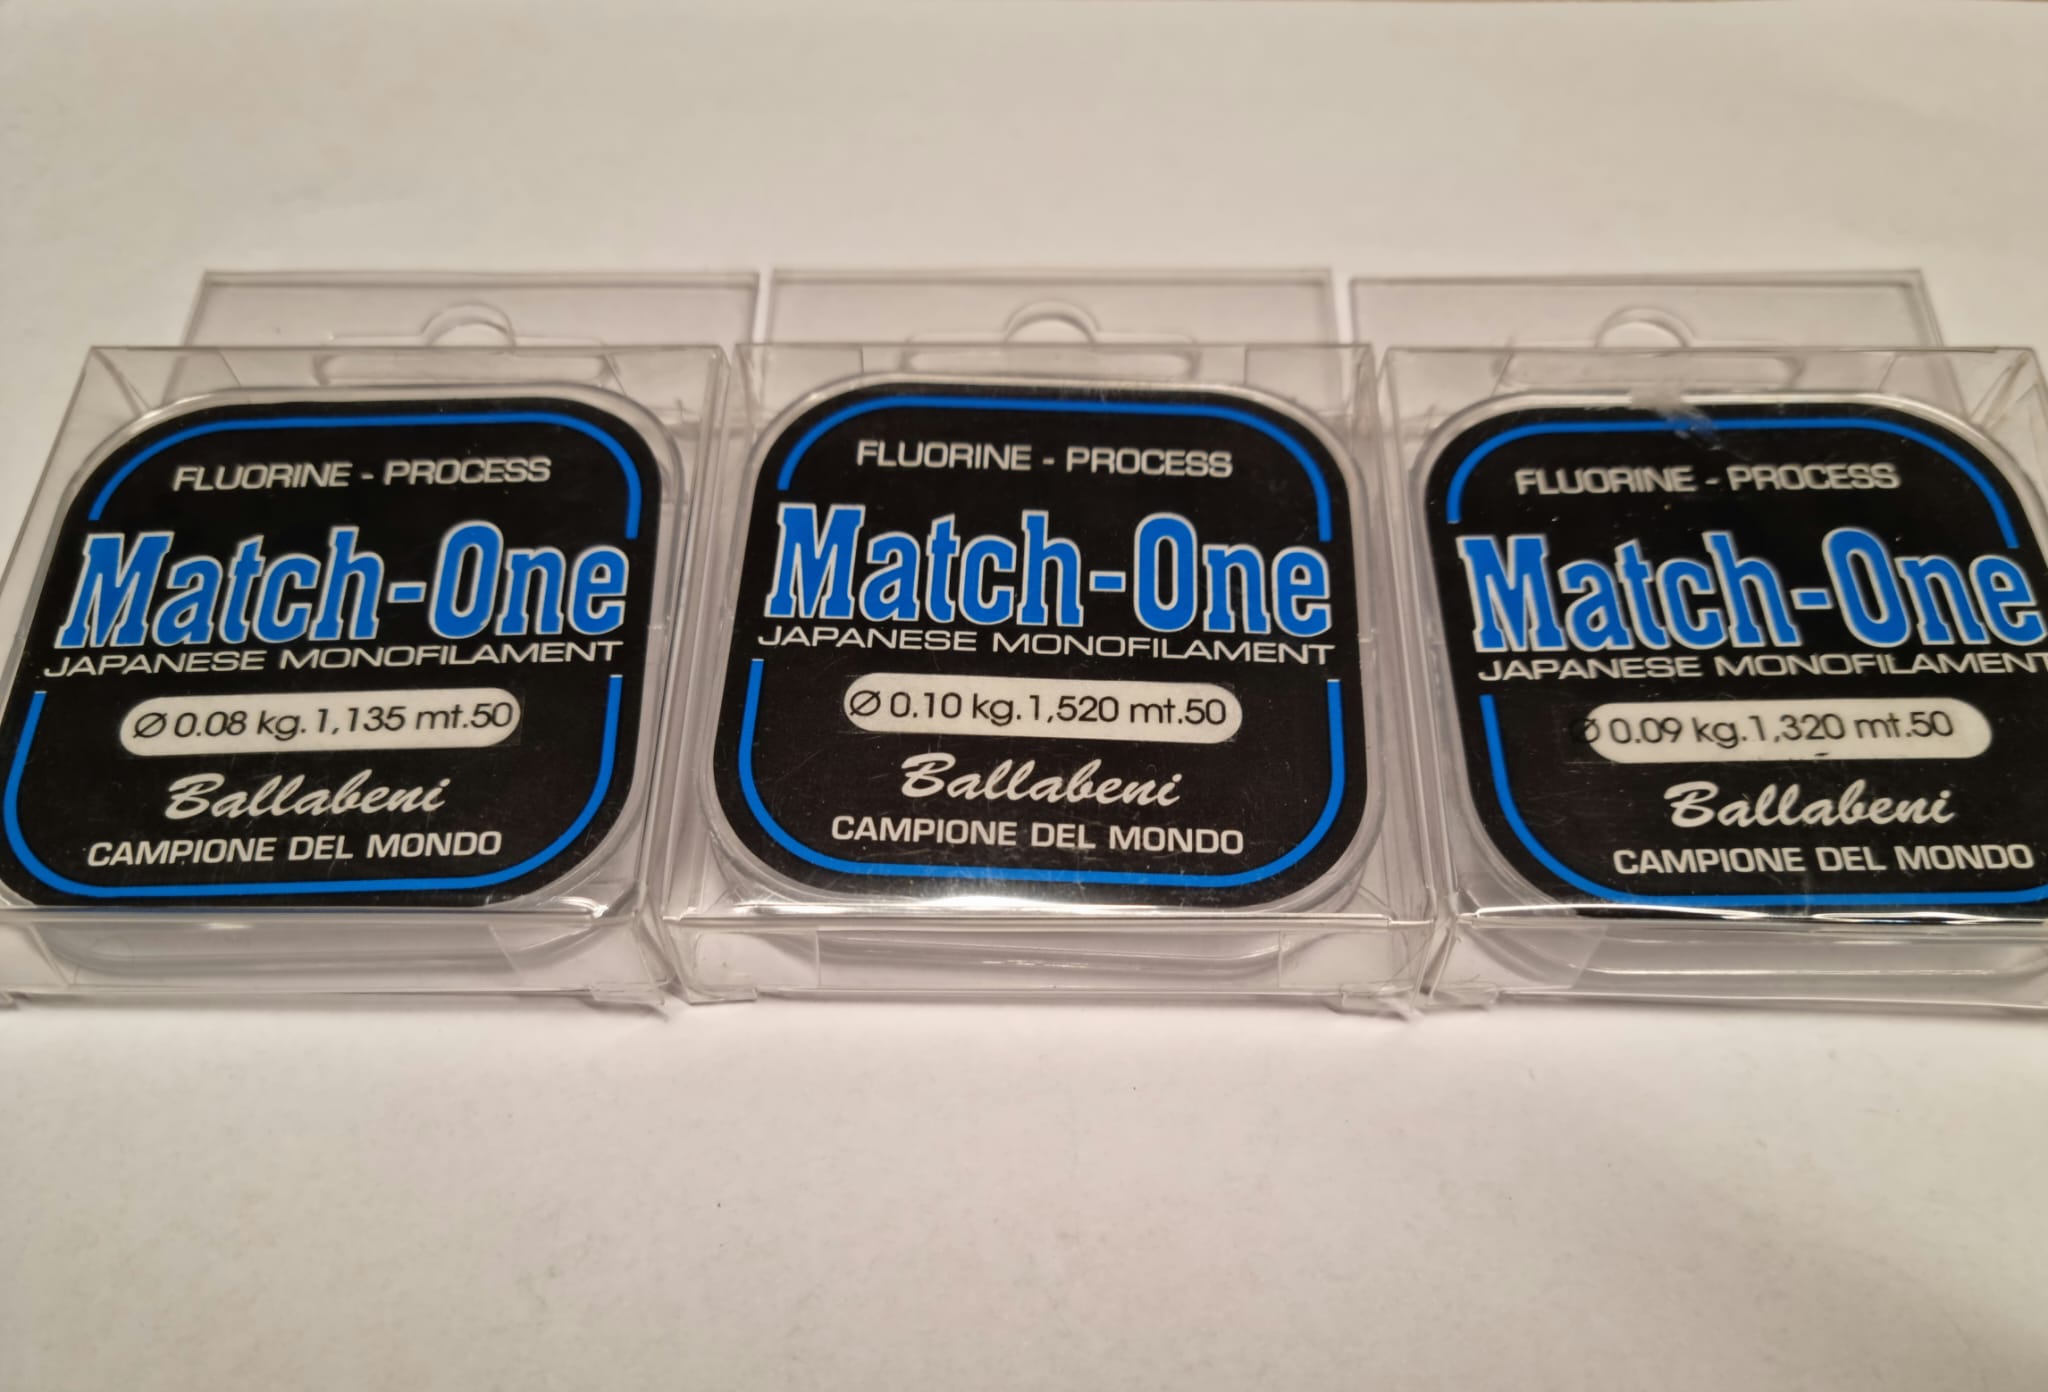 FLUORINE - PROCESS
Match-One
JAPANESE MONOFILAMENT
Ø 0.08 kg.1,135 mt.50
Ballabeni
CAMPIONE DEL MONDO
FLUORINE - PROCESS
Match-One
JAPANESE MONOFILAMENT
Ø 0.10 kg.1,520 mt.50
Ballabeni
CAMPIONE DEL MONDO
FLUORINE - PROCESS
Match-One
JAPANESE MONOFILAMENT
Ø 0.09 kg.1,320 mt.50
Ballabeni
CAMPIONE DEL MONDO